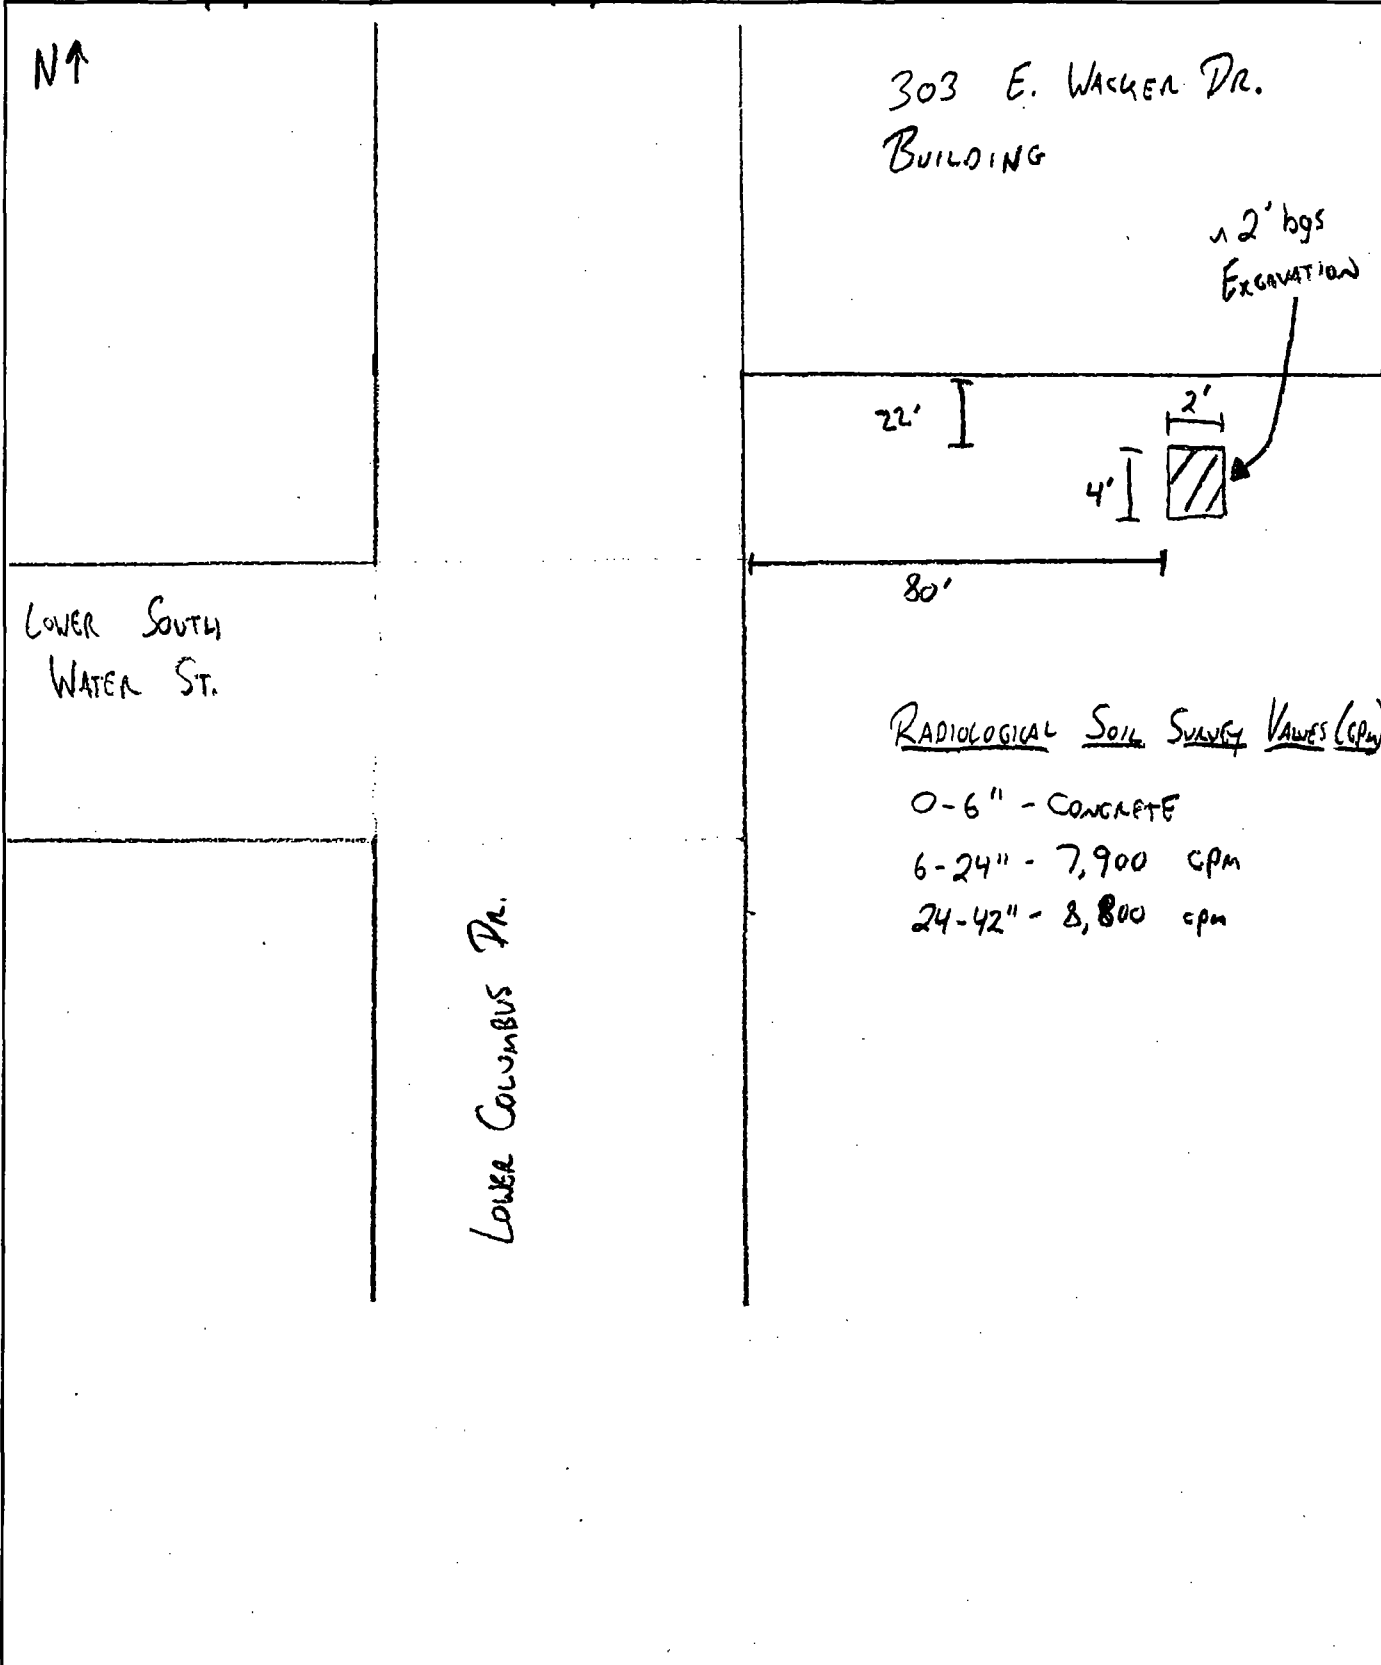 N↑
303 E. WACKER DR.
BUILDING
~2' bgs
EXCAVATION
22'
2'
4'
80'
LOWER SOUTH
WATER ST.
RADIOLOGICAL SOIL SURVEY VALUES (cpm)
0-6" - CONCRETE
6-24" - 7,900 cpm
24-42" - 8,800 cpm
LOWER COLUMBUS DR.